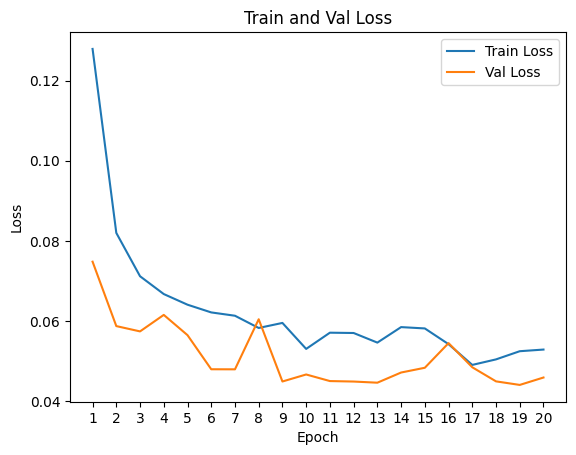 Train and Val Loss
Train Loss
Val Loss
0.12
0.10
0.08
0.06
0.04
Loss
1 2 3 4 5 6 7 8 9 10 11 12 13 14 15 16 17 18 19 20
Epoch